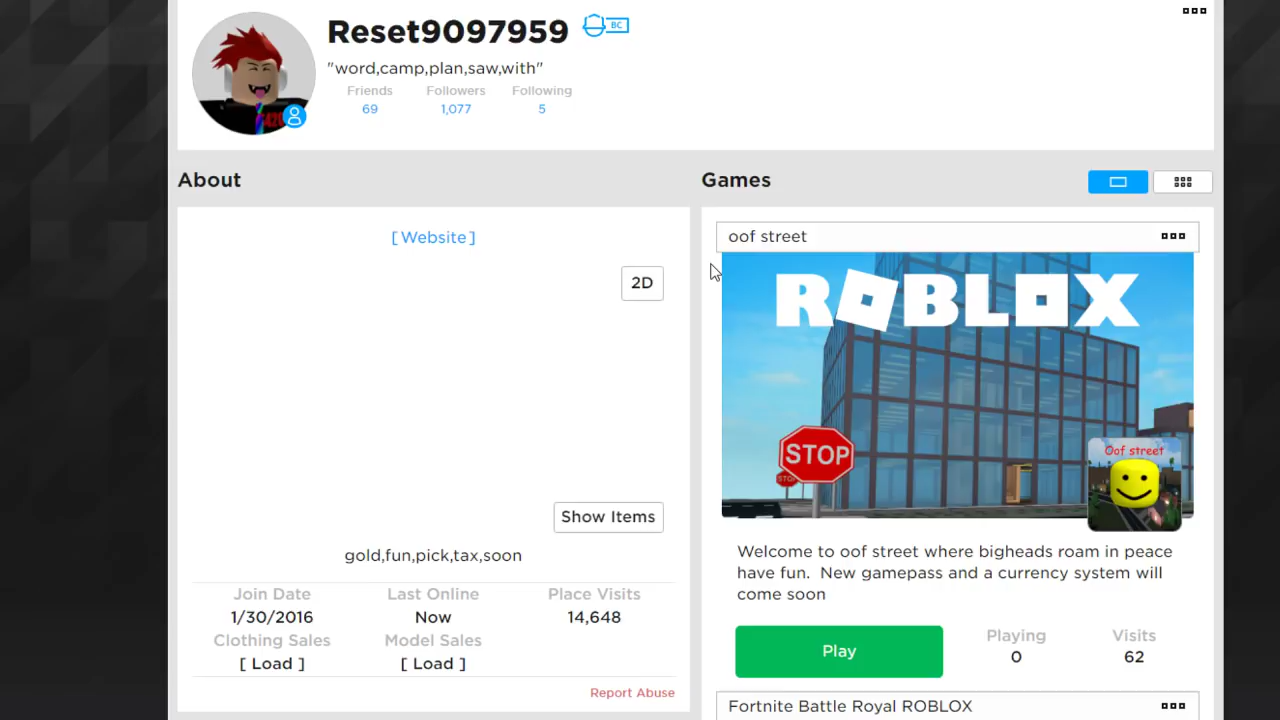 Reset9097959
BC
"word,camp,plan,saw,with"
Friends Followers Following
69 1,077 5
About
[ Website ]
2D
Show Items
gold,fun,pick,tax,soon
Join Date Last Online Place Visits
1/30/2016 Now 14,648
Clothing Sales Model Sales
[ Load ] [ Load ]
Report Abuse
Games
oof street
ROBLOX
STOP
STOP
Oof street
Welcome to oof street where bigheads roam in peace
have fun. New gamepass and a currency system will
come soon
Play
Playing Visits
0 62
Fortnite Battle Royal ROBLOX